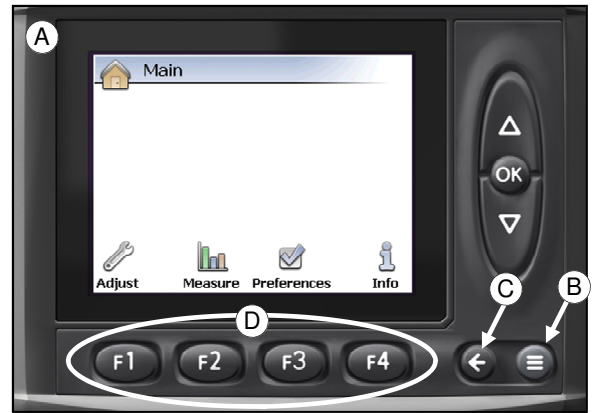 A
Main
OK
Adjust Measure Preferences Info
C B
D
F1 F2 F3 F4